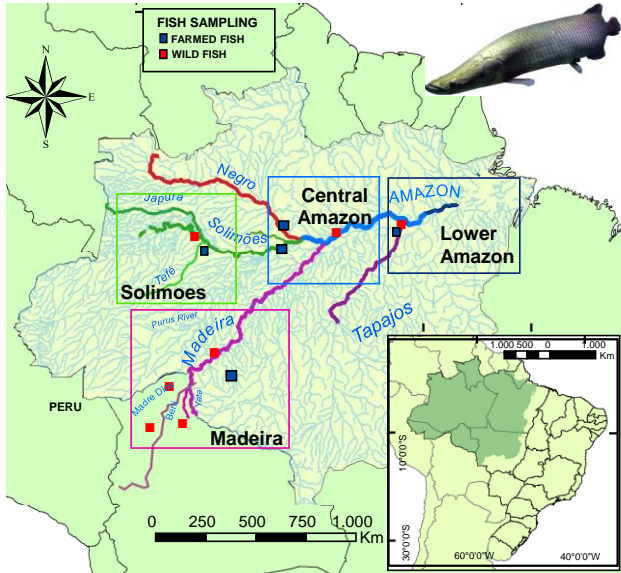 FISH SAMPLING
FARMED FISH
WILD FISH
N
E
S
Negro
Japura
Solimões
Central
Amazon
AMAZON
Lower
Amazon
Tefé
Solimoes
Purus River
Madeira
Tapajos
Madre Di
Beni
Yata
Madeira
PERU
0 250 500 750 1.000
Km
1.000 500 0 1.000
Km
10°0'0"S
30°0'0"S
60°0'0"W
40°0'0"W